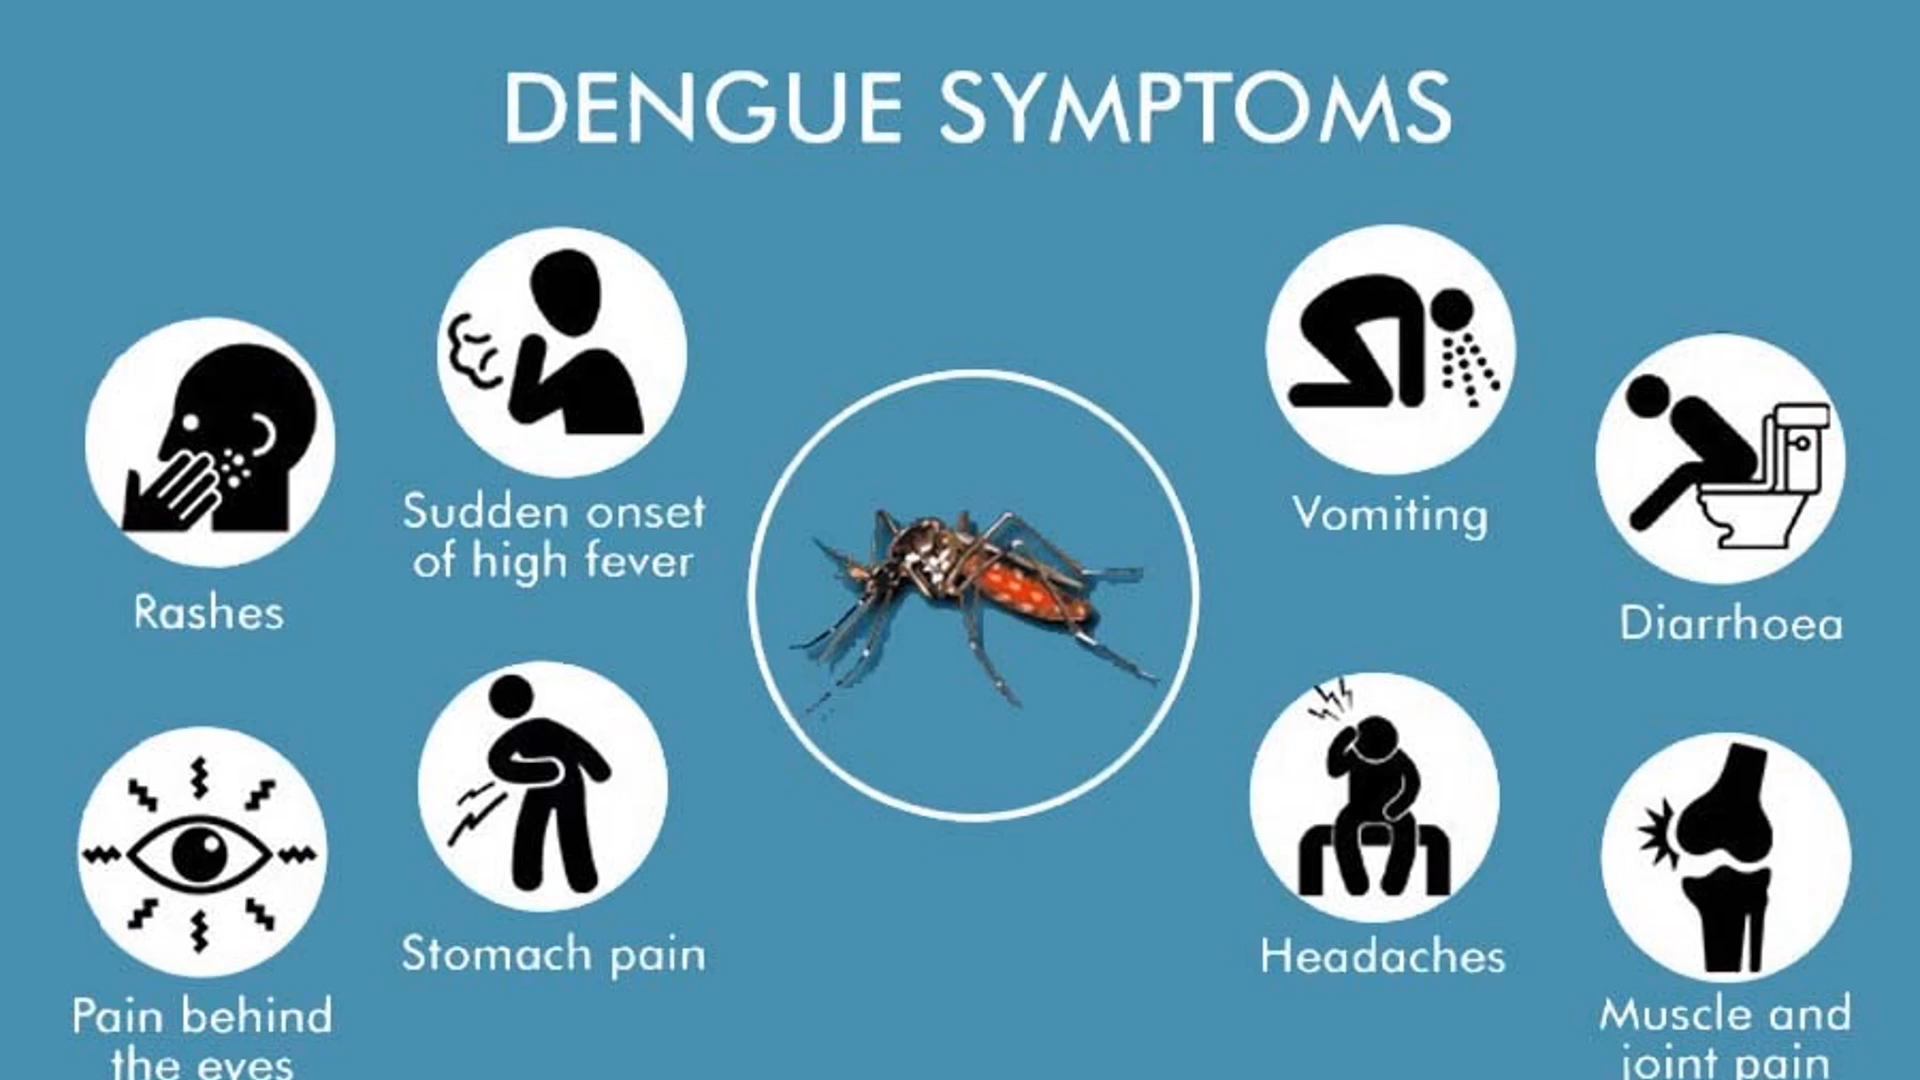 DENGUE SYMPTOMS
Rashes
Sudden onset
of high fever
Vomiting
Diarrhoea
Pain behind
the eyes
Stomach pain
Headaches
Muscle and
joint pain